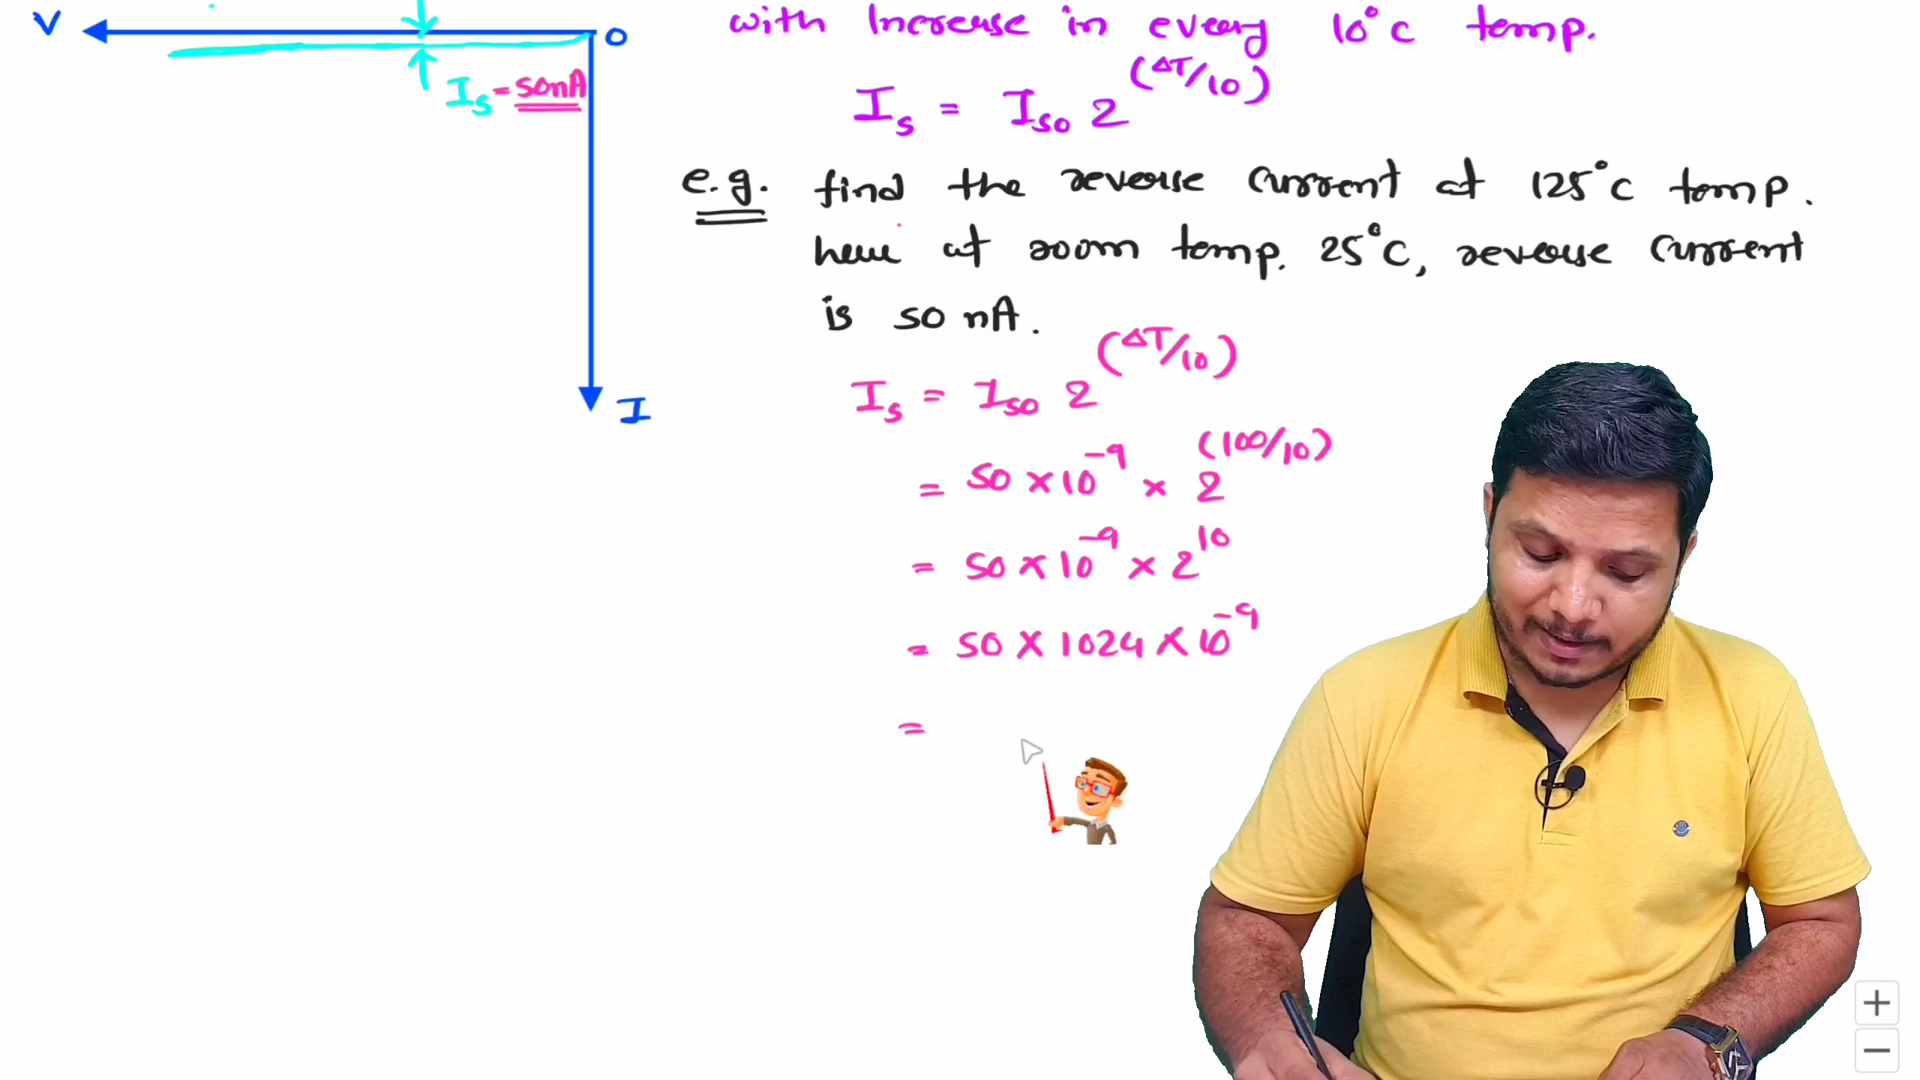 V
O
Is = 50nA
I
with Increase in every 10°c temp.
Is = Iso 2^(ΔT/10)
e.g. find the reverse current at 125°c temp.
here at room temp. 25°C, reverse current
is 50 nA.
Is = Iso 2^(ΔT/10)
= 50 × 10^-9 × 2^(100/10)
= 50 × 10^-9 × 2^10
= 50 × 1024 × 10^-9
=